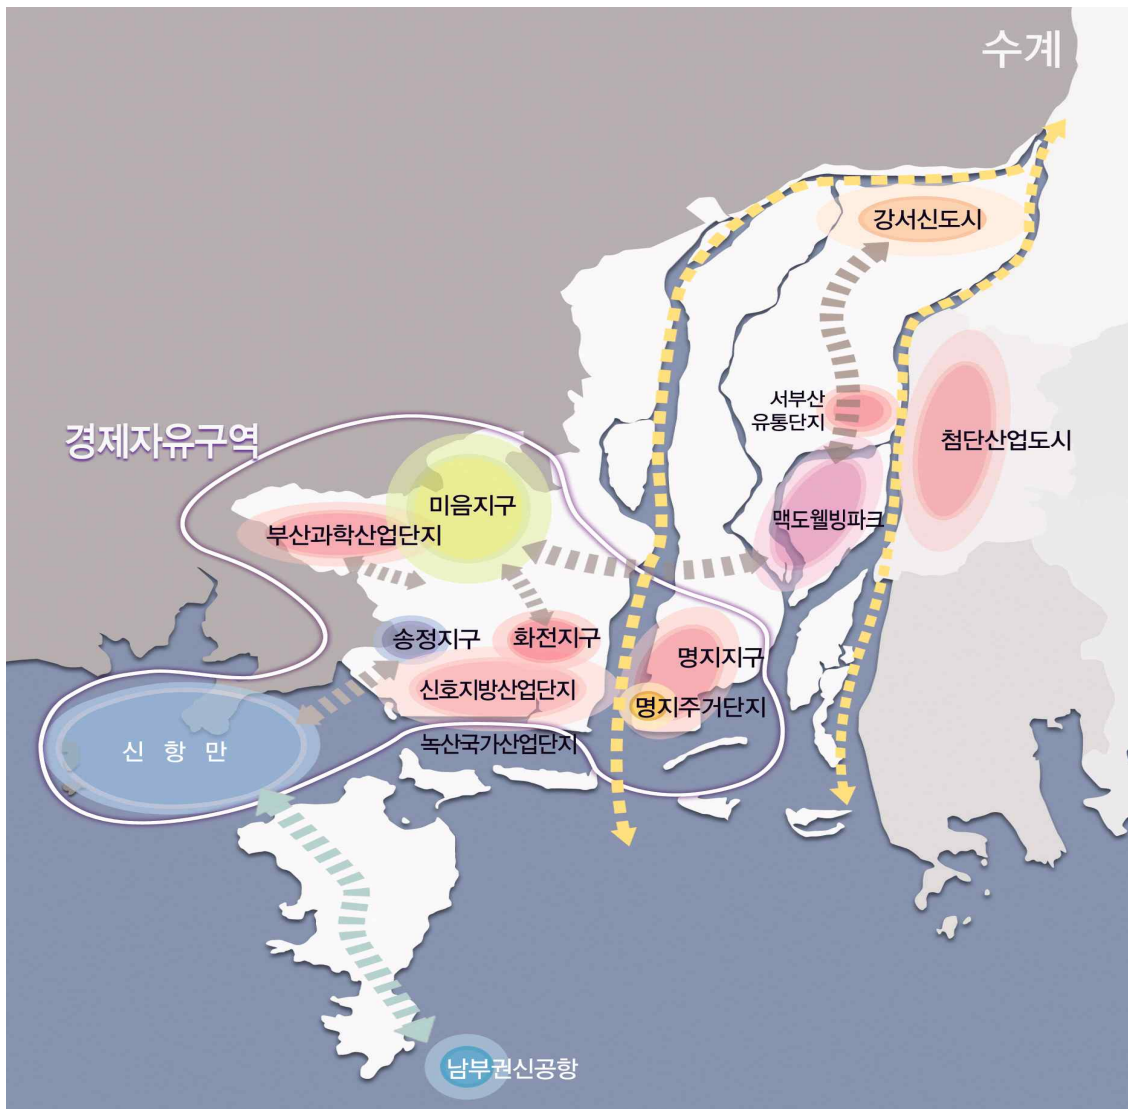 수계
강서신도시
서부산
유통단지
첨단산업도시
경제자유구역
미음지구
맥도웰빙파크
부산과학산업단지
송정지구
화전지구
명지지구
신호지방산업단지
명지주거단지
녹산국가산업단지
신 항 만
남부권신공항